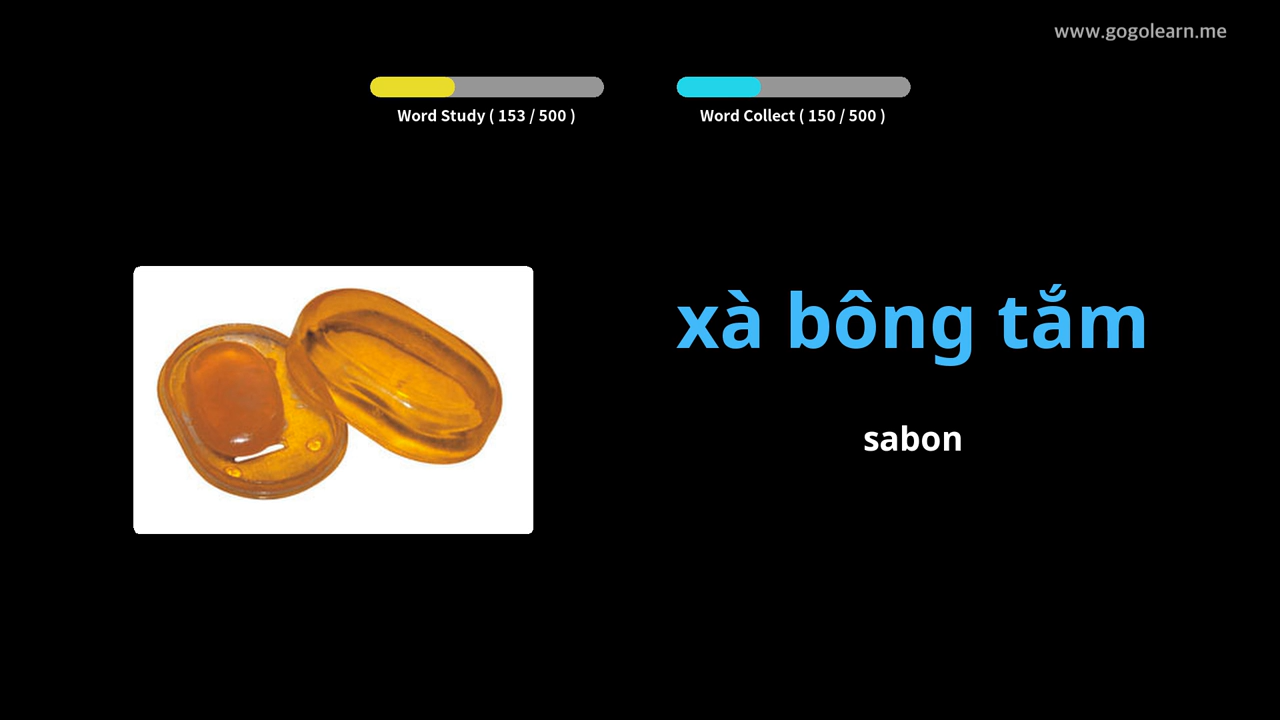 www.gogolearn.me
Word Study ( 153 / 500 )
Word Collect ( 150 / 500 )
xà bông tắm
sabon